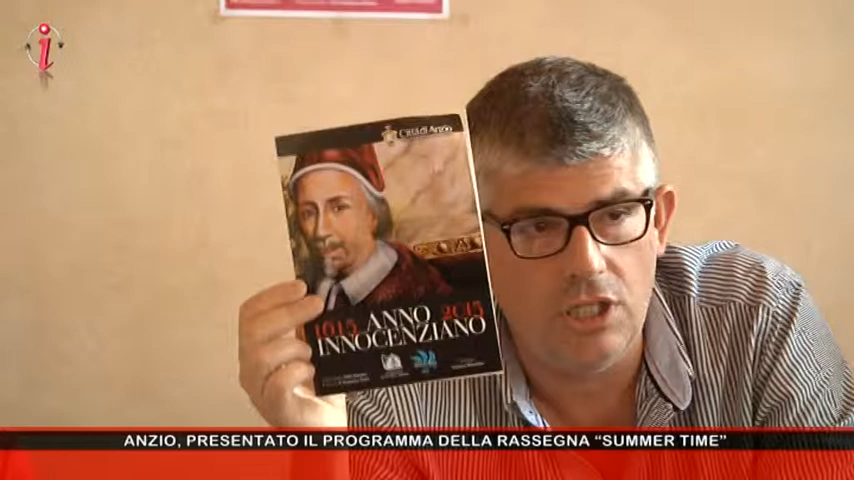 i
Città di Anzio
1615 ANNO 2015
INNOCENZIANO
ANZIO, PRESENTATO IL PROGRAMMA DELLA RASSEGNA “SUMMER TIME”